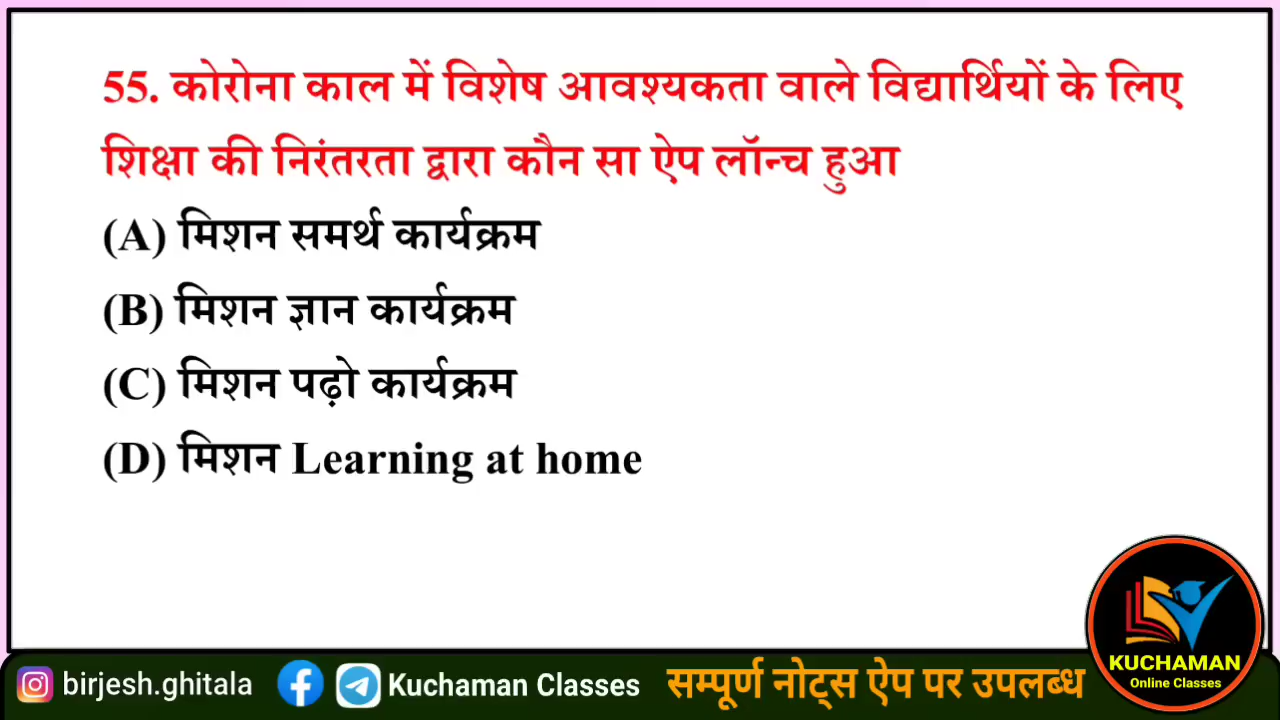 55. कोरोना काल में विशेष आवश्यकता वाले विद्यार्थियों के लिए
शिक्षा की निरंतरता द्वारा कौन सा ऐप लॉन्च हुआ
(A) मिशन समर्थ कार्यक्रम
(B) मिशन ज्ञान कार्यक्रम
(C) मिशन पढ़ो कार्यक्रम
(D) मिशन Learning at home
KUCHAMAN
Online Classes
birjesh.ghitala Kuchaman Classes सम्पूर्ण नोट्स ऐप पर उपलब्ध